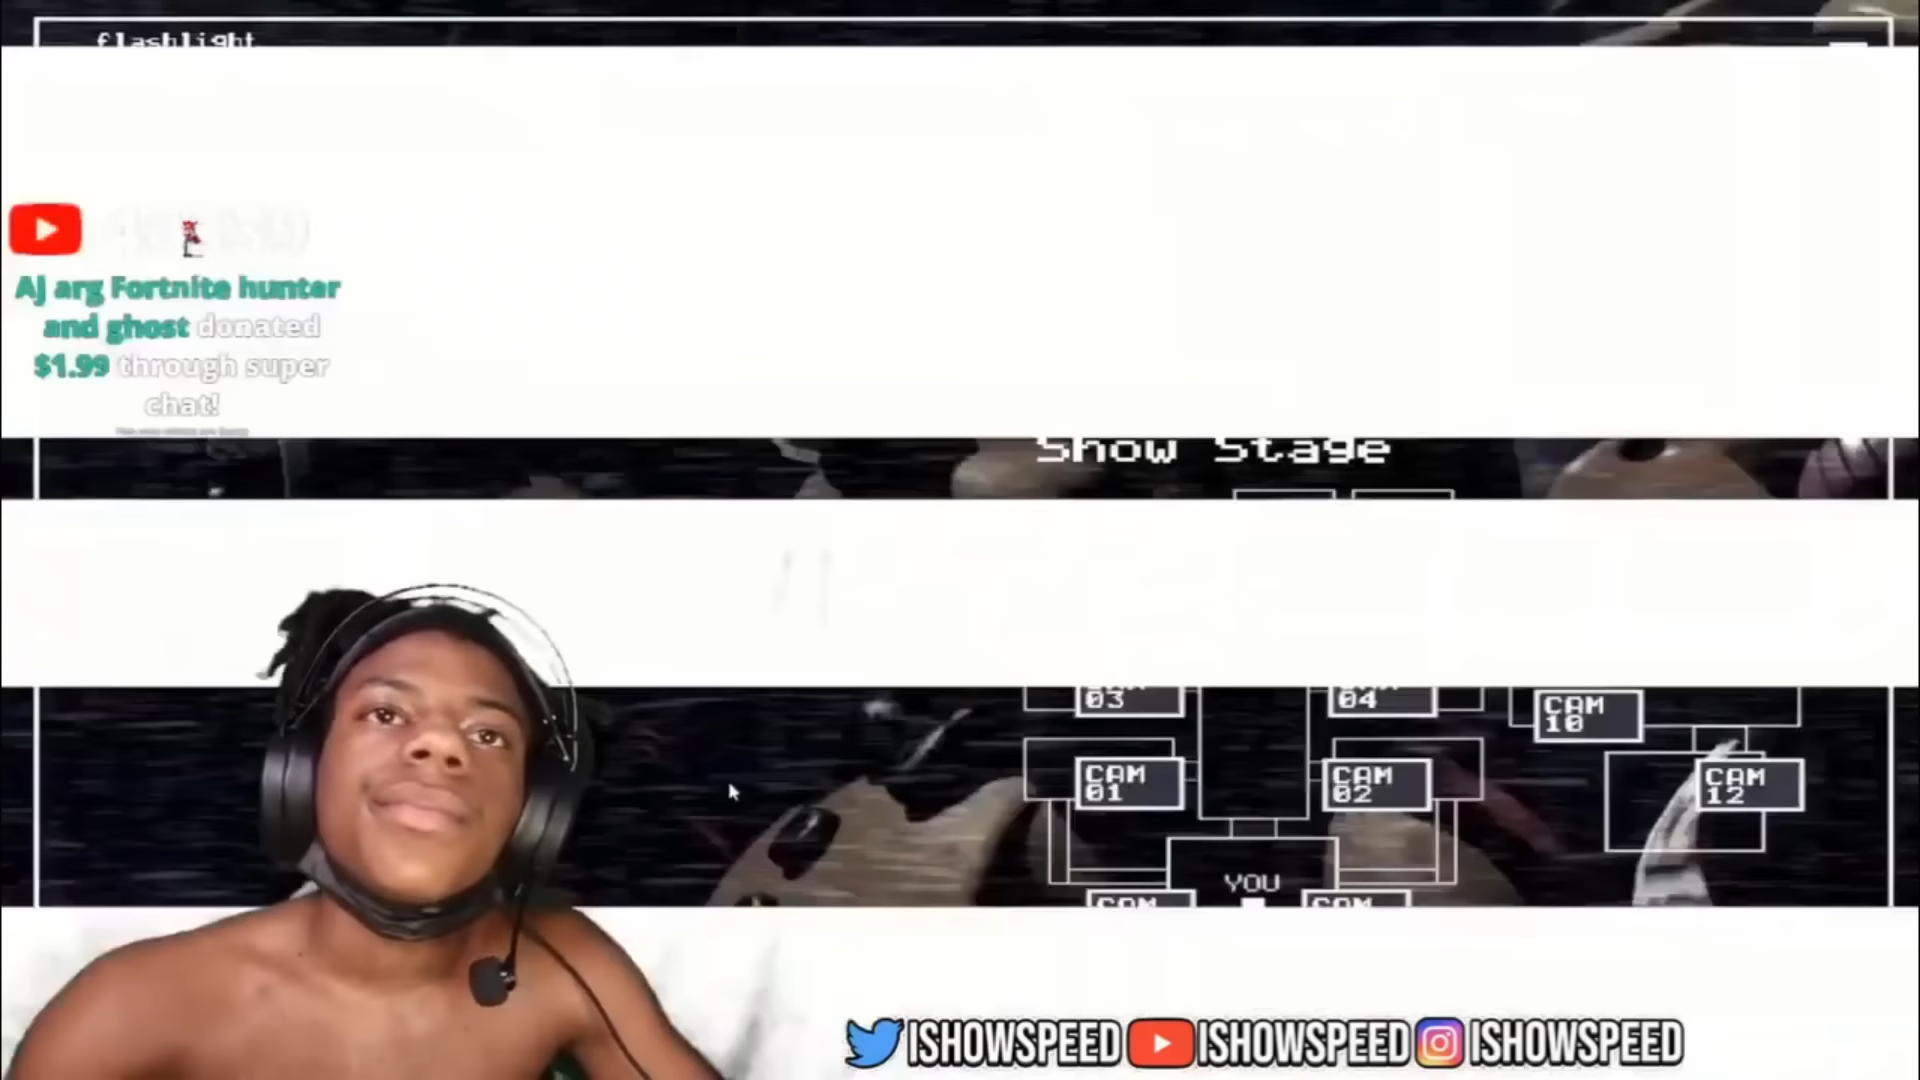 flashlight
AJ arg Fortnite hunter
and ghost donated
$1.99 through super
chat!
Show Stage
03
04
CAM
10
CAM
01
CAM
02
CAM
12
YOU
CAM
CAM
ISHOWSPEED ISHOWSPEED ISHOWSPEED